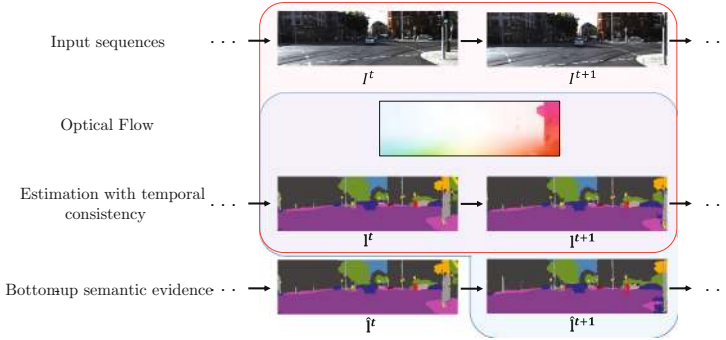 Input sequences
. . .
. . .
I^t
I^{t+1}
Optical Flow
Estimation with temporal
consistency
. . .
. . .
l^t
l^{t+1}
Bottom-up semantic evidence
. . .
. . .
l̂^t
l̂^{t+1}